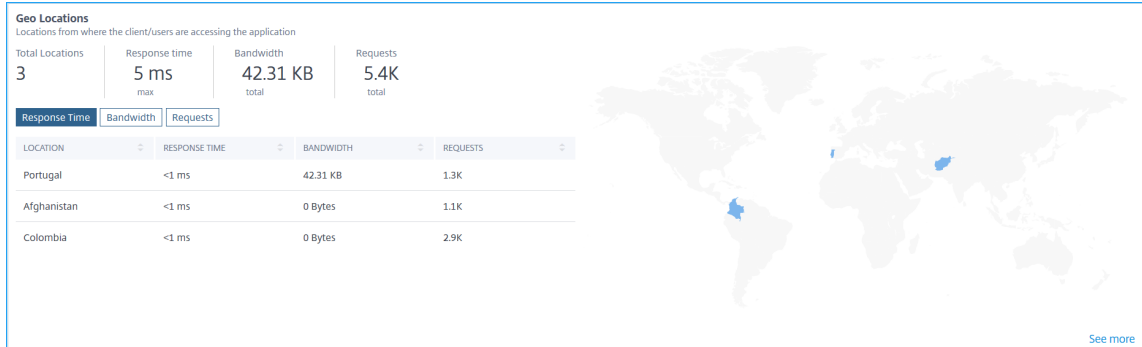 Geo Locations
Locations from where the client/users are accessing the application
Total Locations Response time Bandwidth Requests
3 5 ms 42.31 KB 5.4K
max total total
Response Time Bandwidth Requests
LOCATION RESPONSE TIME BANDWIDTH REQUESTS
Portugal <1 ms 42.31 KB 1.3K
Afghanistan <1 ms 0 Bytes 1.1K
Colombia <1 ms 0 Bytes 2.9K
See more